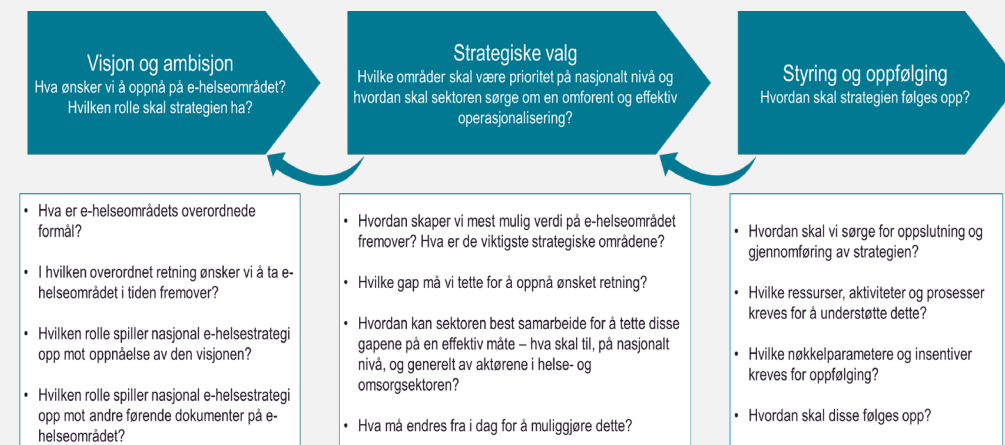 Visjon og ambisjon
Hva ønsker vi å oppnå på e-helseområdet?
Hvilken rolle skal strategien ha?
Strategiske valg
Hvilke områder skal være prioritet på nasjonalt nivå og
hvordan skal sektoren sørge om en omforent og effektiv
operasjonalisering?
Styring og oppfølging
Hvordan skal strategien følges opp?
• Hva er e-helseområdets overordnede
formål?
• I hvilken overordnet retning ønsker vi å ta e-
helseområdet i tiden fremover?
• Hvilken rolle spiller nasjonal e-helsestrategi
opp mot oppnåelse av den visjonen?
• Hvilken rolle spiller nasjonal e-helsestrategi
opp mot andre førende dokumenter på e-
helseområdet?
• Hvordan skaper vi mest mulig verdi på e-helseområdet
fremover? Hva er de viktigste strategiske områdene?
• Hvilke gap må vi tette for å oppnå ønsket retning?
• Hvordan kan sektoren best samarbeide for å tette disse
gapene på en effektiv måte – hva skal til, på nasjonalt
nivå, og generelt av aktørene i helse- og
omsorgsektoren?
• Hva må endres fra i dag for å muliggjøre dette?
• Hvordan skal vi sørge for oppslutning og
gjennomføring av strategien?
• Hvilke ressurser, aktiviteter og prosesser
kreves for å understøtte dette?
• Hvilke nøkkelparametere og insentiver
kreves for oppfølging?
• Hvordan skal disse følges opp?